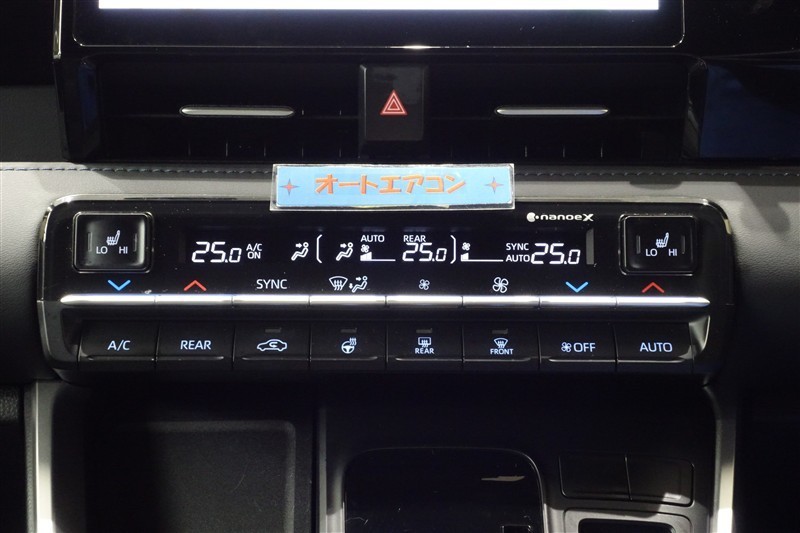 オートエアコン
nanoeX
LO HI
25.0 A/C ON AUTO REAR 25.0 SYNC AUTO 25.0
LO HI
SYNC
A/C REAR REAR FRONT OFF AUTO